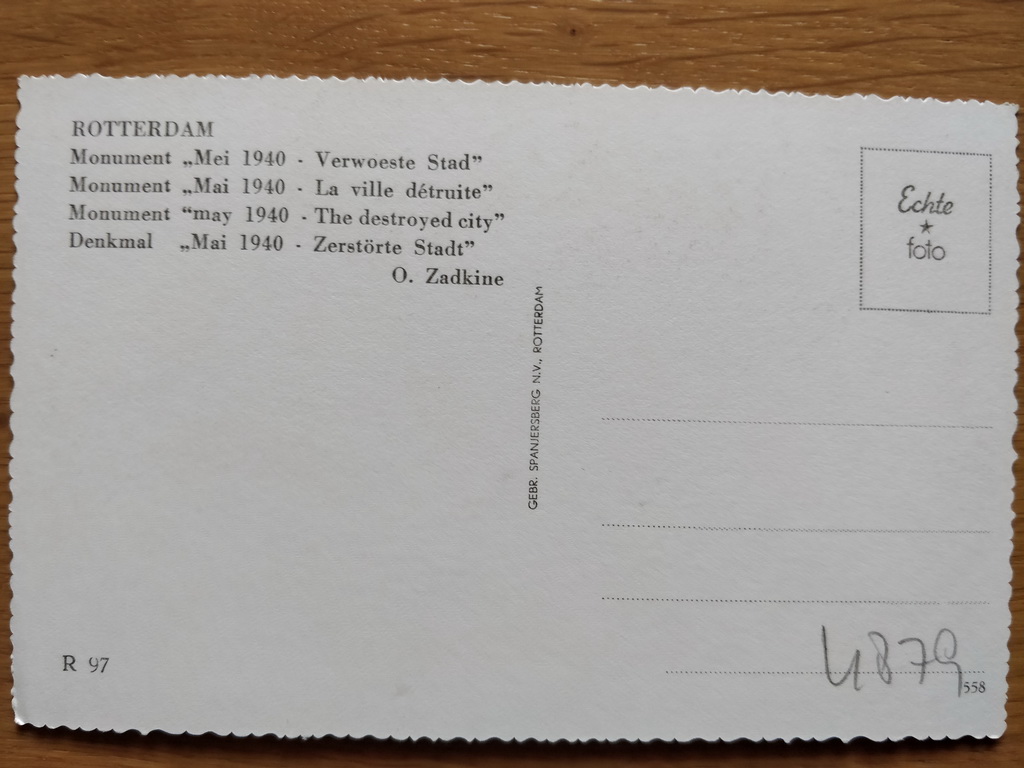 ROTTERDAM
Monument „Mei 1940 - Verwoeste Stad”
Monument „Mai 1940 - La ville détruite”
Monument “may 1940 - The destroyed city”
Denkmal „Mai 1940 - Zerstörte Stadt”
O. Zadkine
GEBR. SPANJERSBERG N.V., ROTTERDAM
Echte
★
foto
R 97
4879
558